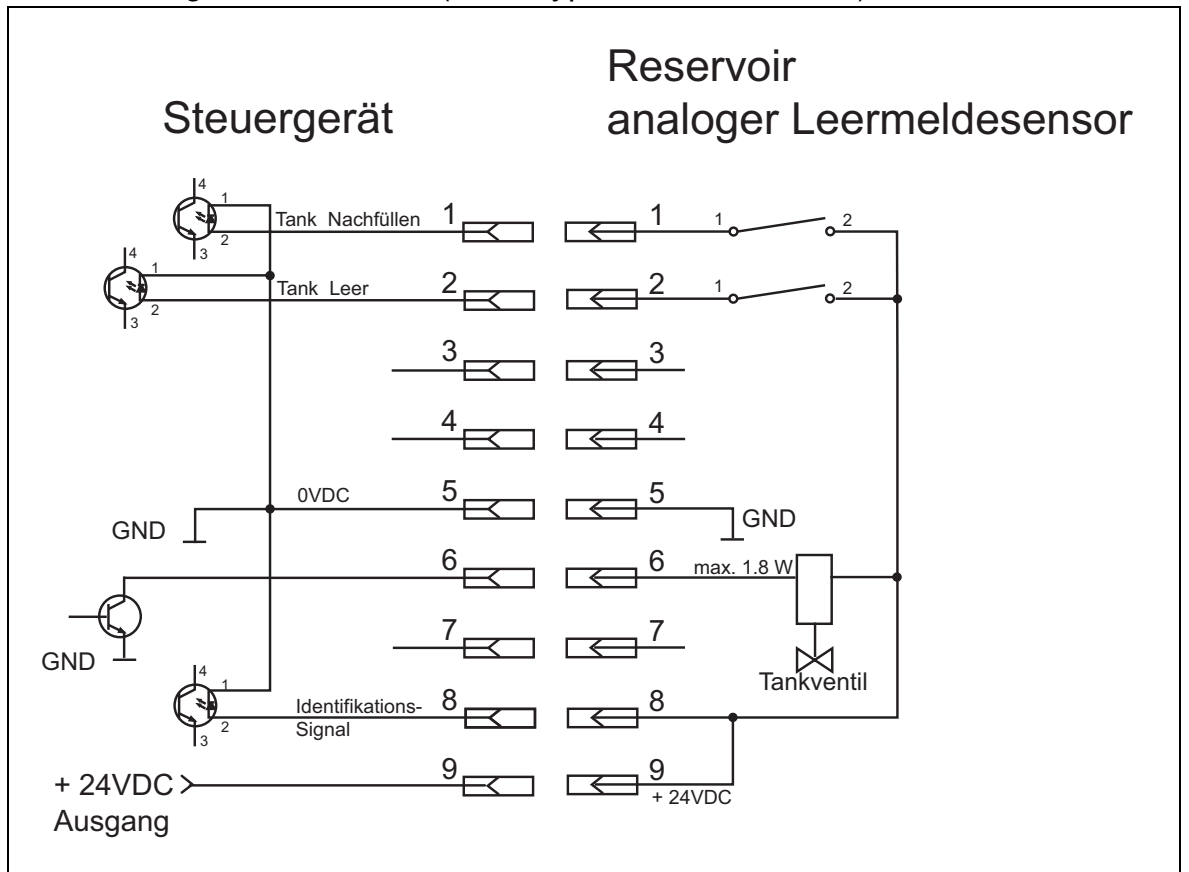 Steuergerät
Reservoir
analoger Leermeldesensor
4
1
Tank Nachfüllen
1
1
1
2
2
3
4
1
Tank Leer
2
2
1
2
2
3
3
3
4
4
0VDC
5
5
GND
GND
6
6
max. 1.8 W
GND
7
7
Tankventil
4
1
Identifikations-
Signal
8
8
2
3
+ 24VDC
Ausgang
9
9
+ 24VDC